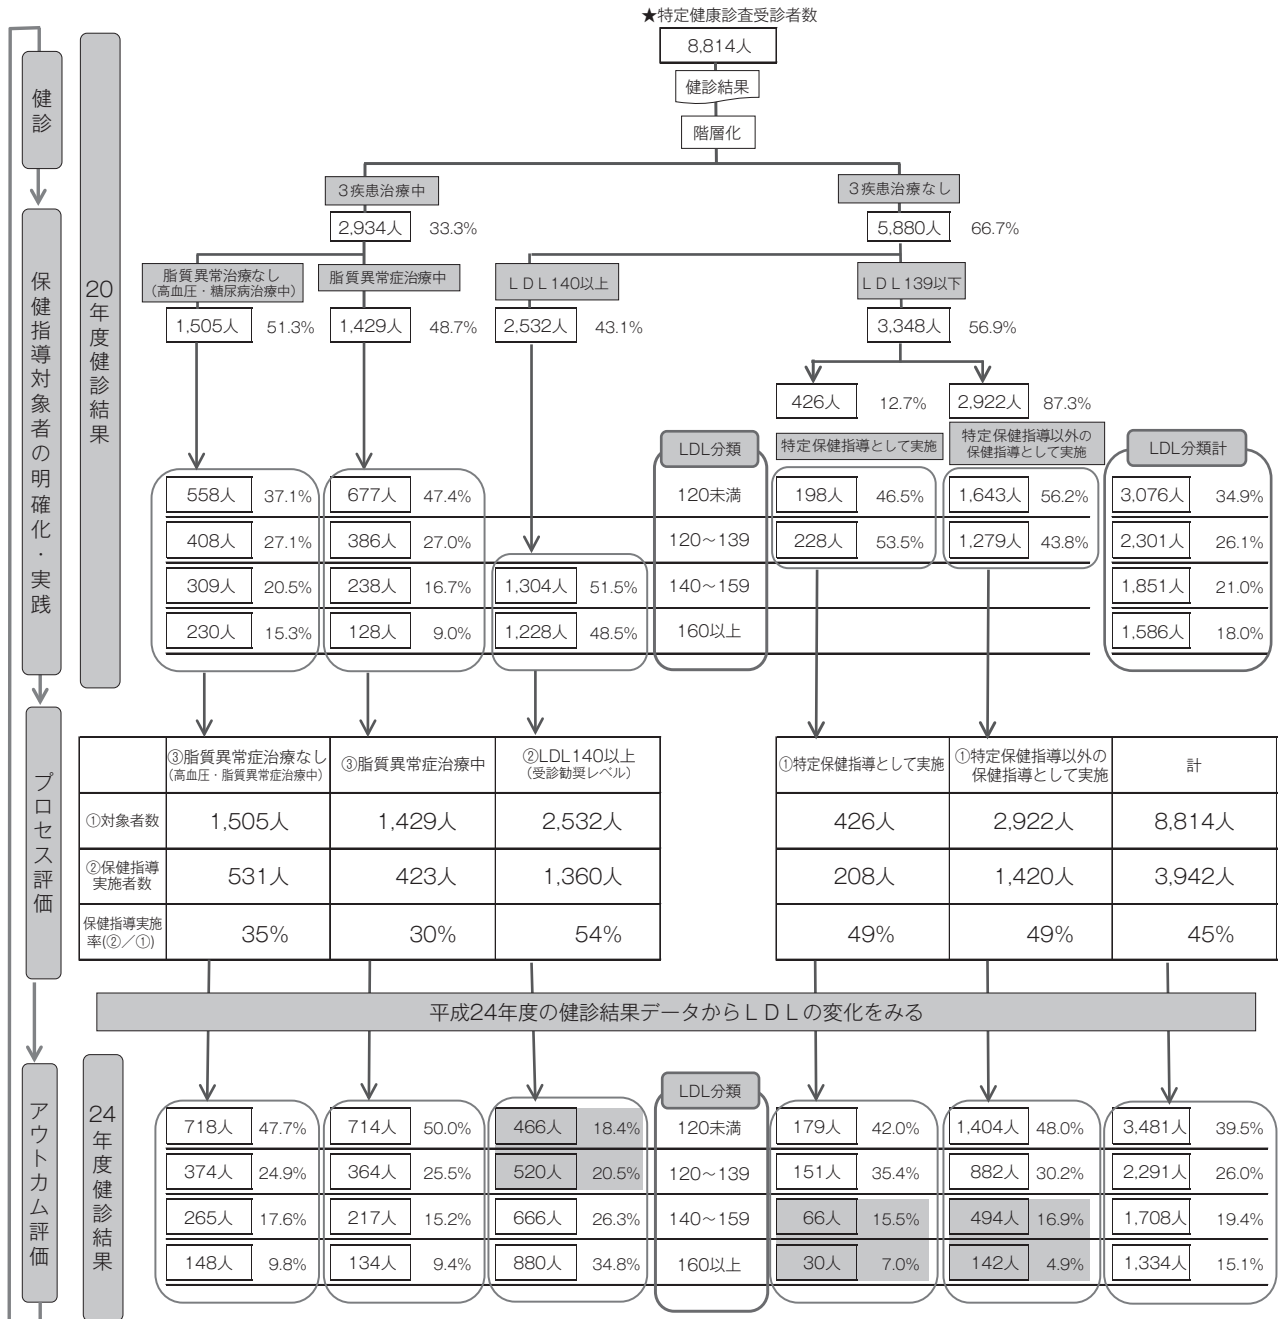 ★特定健康診査受診者数
8,814人
健診結果
階層化
健診
保健指導対象者の明確化・実践
プロセス評価
アウトカム評価
20年度健診結果
3疾患治療中
3疾患治療なし
2,934人 33.3%
5,880人 66.7%
脂質異常治療なし
(高血圧・糖尿病治療中)
脂質異常症治療中
LDL140以上
LDL139以下
1,505人 51.3%
1,429人 48.7%
2,532人 43.1%
3,348人 56.9%
426人 12.7%
2,922人 87.3%
LDL分類
特定保健指導として実施
特定保健指導以外の
保健指導として実施
LDL分類計
558人 37.1% 677人 47.4% 120未満 198人 46.5% 1,643人 56.2% 3,076人 34.9%
408人 27.1% 386人 27.0% 120～139 228人 53.5% 1,279人 43.8% 2,301人 26.1%
309人 20.5% 238人 16.7% 1,304人 51.5% 140～159 1,851人 21.0%
230人 15.3% 128人 9.0% 1,228人 48.5% 160以上 1,586人 18.0%
③脂質異常症治療なし
(高血圧・脂質異常症治療中)
③脂質異常症治療中
②LDL140以上
(受診勧奨レベル)
①特定保健指導として実施
①特定保健指導以外の
保健指導として実施
計
①対象者数 1,505人 1,429人 2,532人 426人 2,922人 8,814人
②保健指導
実施者数
531人 423人 1,360人 208人 1,420人 3,942人
保健指導実施
率(②／①)
35% 30% 54% 49% 49% 45%
平成24年度の健診結果データからLDLの変化をみる
24年度健診結果
LDL分類
718人 47.7% 714人 50.0% 466人 18.4% 120未満 179人 42.0% 1,404人 48.0% 3,481人 39.5%
374人 24.9% 364人 25.5% 520人 20.5% 120～139 151人 35.4% 882人 30.2% 2,291人 26.0%
265人 17.6% 217人 15.2% 666人 26.3% 140～159 66人 15.5% 494人 16.9% 1,708人 19.4%
148人 9.8% 134人 9.4% 880人 34.8% 160以上 30人 7.0% 142人 4.9% 1,334人 15.1%